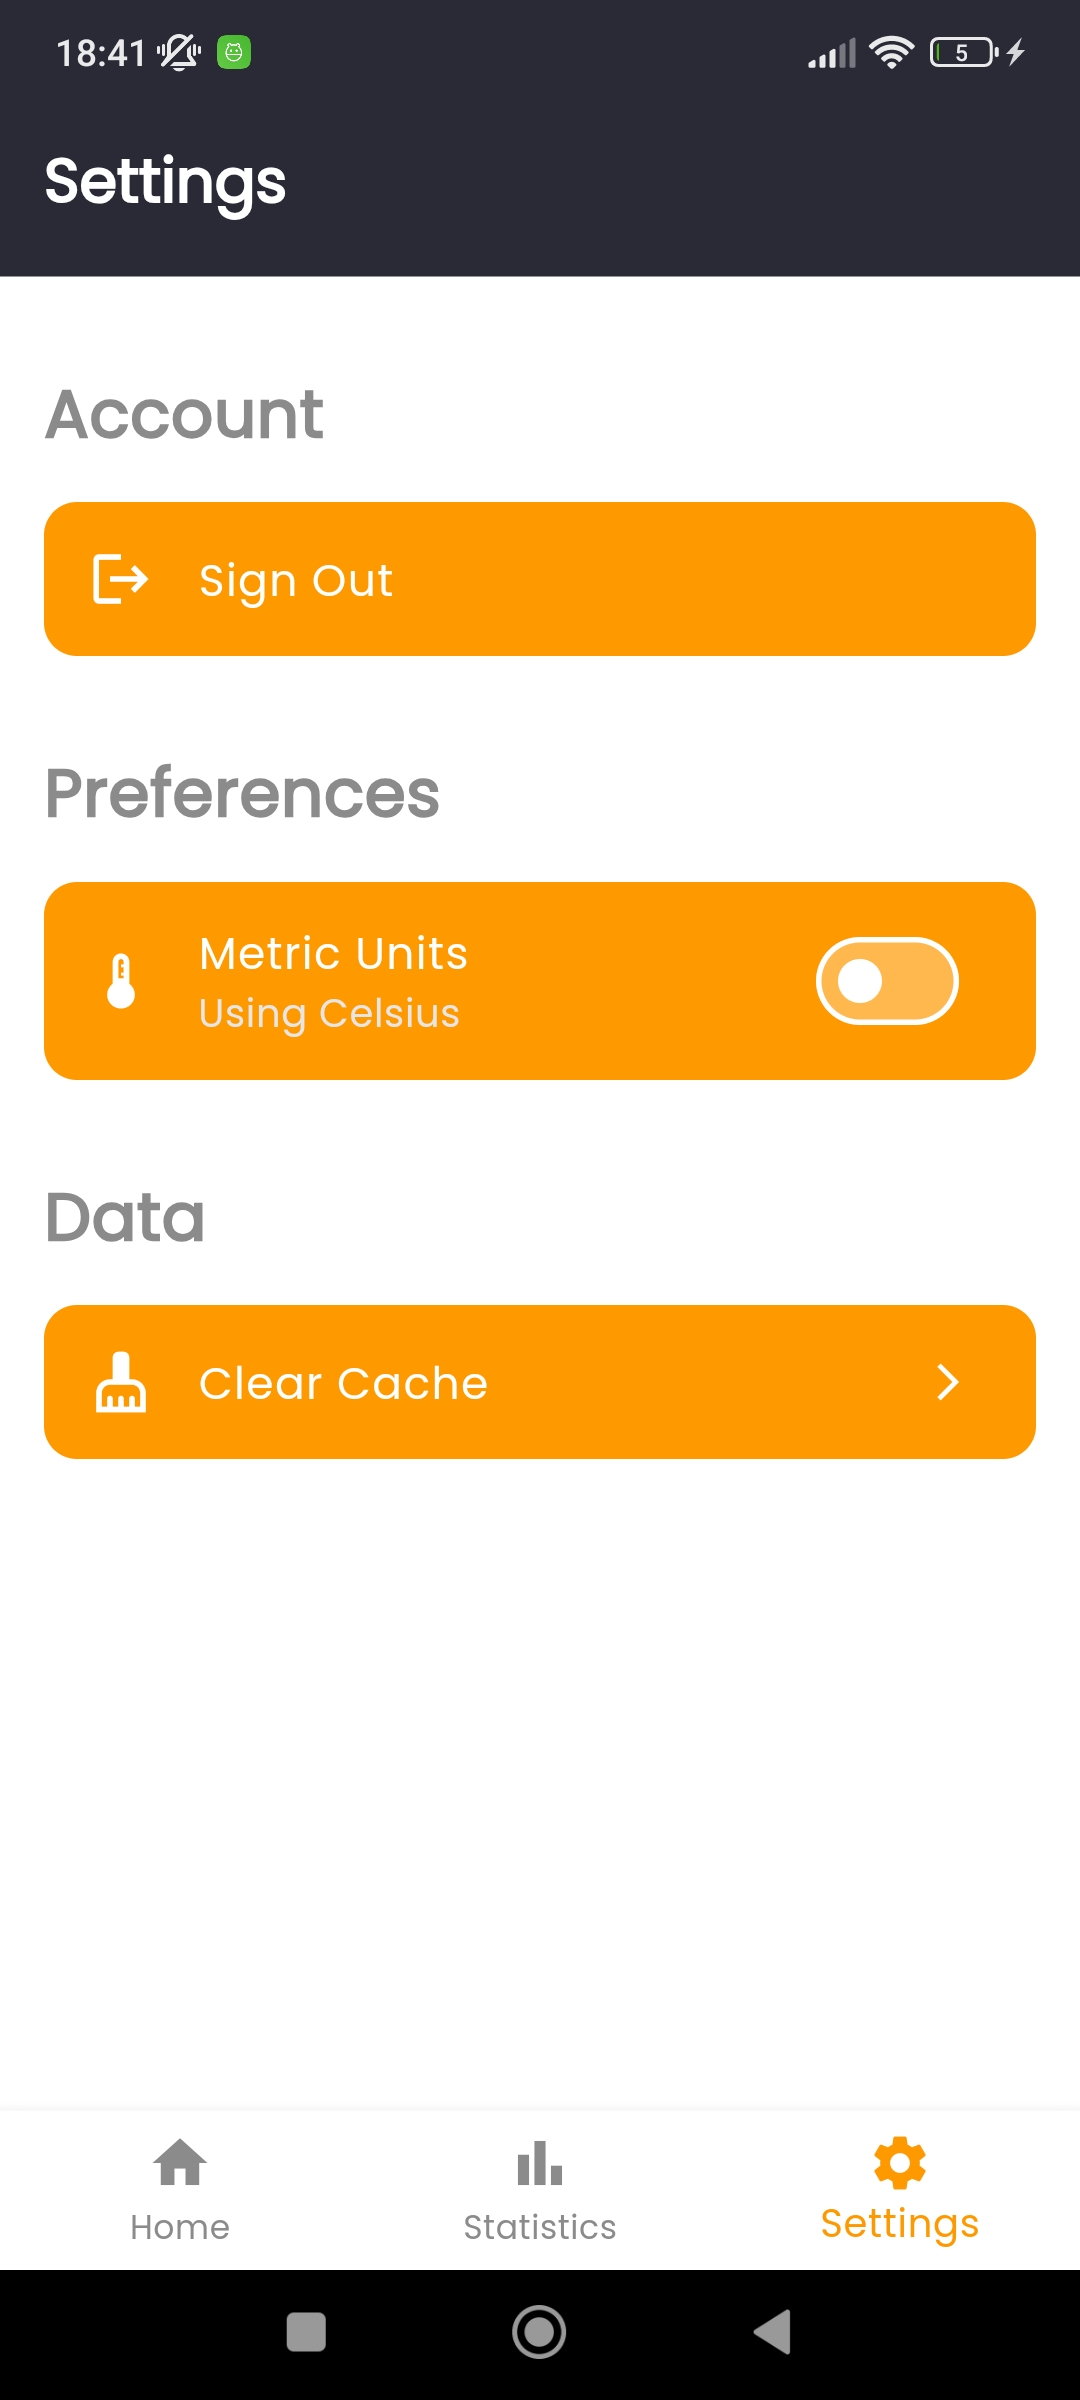 18:41
5
Settings
Account
Sign Out
Preferences
Metric Units
Using Celsius
Data
Clear Cache
Home
Statistics
Settings